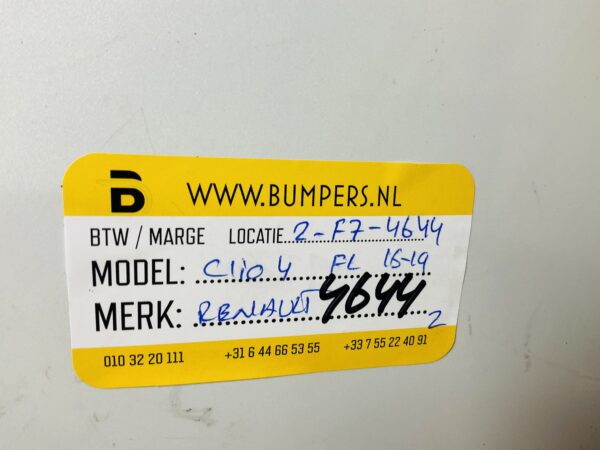 B WWW.BUMPERS.NL
BTW / MARGE LOCATIE 2-F7-4644
MODEL: Clio 4 FL 16-19
MERK: RENAULT 4644 2
010 32 20 111 +31 6 44 66 53 55 +33 7 55 22 40 91